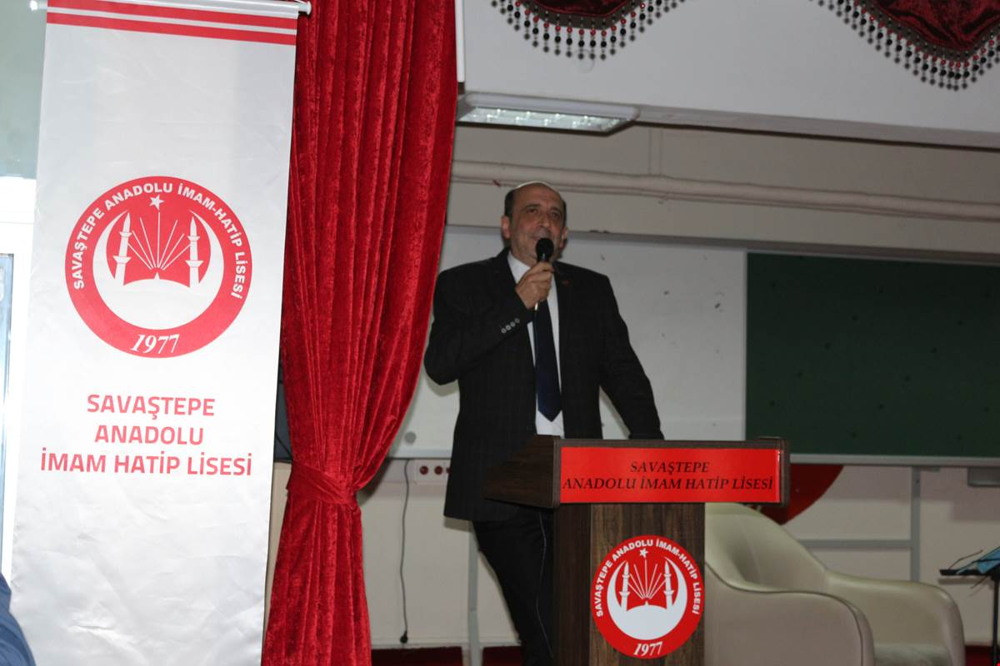 SAVAŞTEPE ANADOLU İMAM-HATİP LİSESİ
1977
SAVAŞTEPE
ANADOLU
İMAM HATİP LİSESİ
SAVAŞTEPE
ANADOLU İMAM HATİP LİSESİ
SAVAŞTEPE ANADOLU İMAM-HATİP LİSESİ
1977